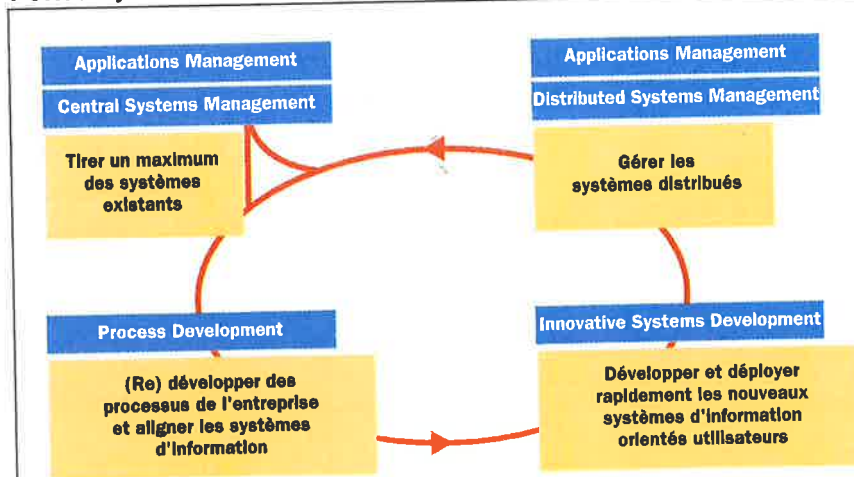 Applications Management
Central Systems Management
Tirer un maximum
des systèmes
existants
Applications Management
Distributed Systems Management
Gérer les
systèmes distribués
Process Development
(Re) développer des
processus de l'entreprise
et aligner les systèmes
d'information
Innovative Systems Development
Développer et déployer
rapidement les nouveaux
systèmes d'information
orientés utilisateurs